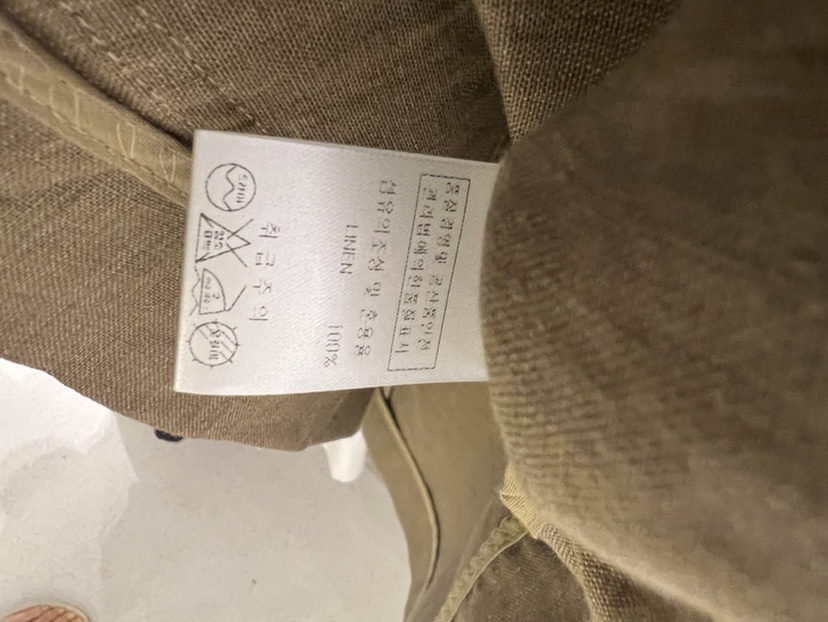 품질경영 및 공산품안전
관리법에의한품질표시
섬유의조성 및 혼용율
LINEN 100%
취급주의